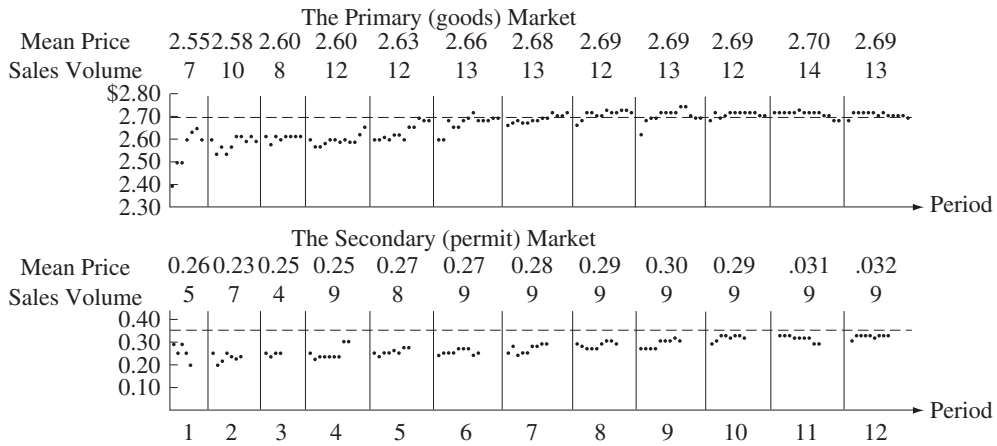 The Primary (goods) Market
Mean Price 2.55 2.58 2.60 2.60 2.63 2.66 2.68 2.69 2.69 2.69 2.70 2.69
Sales Volume 7 10 8 12 12 13 13 12 13 12 14 13
$2.80
2.70
2.60
2.50
2.40
2.30
Period
The Secondary (permit) Market
Mean Price 0.26 0.23 0.25 0.25 0.27 0.27 0.28 0.29 0.30 0.29 .031 .032
Sales Volume 5 7 4 9 8 9 9 9 9 9 9 9
0.40
0.30
0.20
0.10
Period
1 2 3 4 5 6 7 8 9 10 11 12